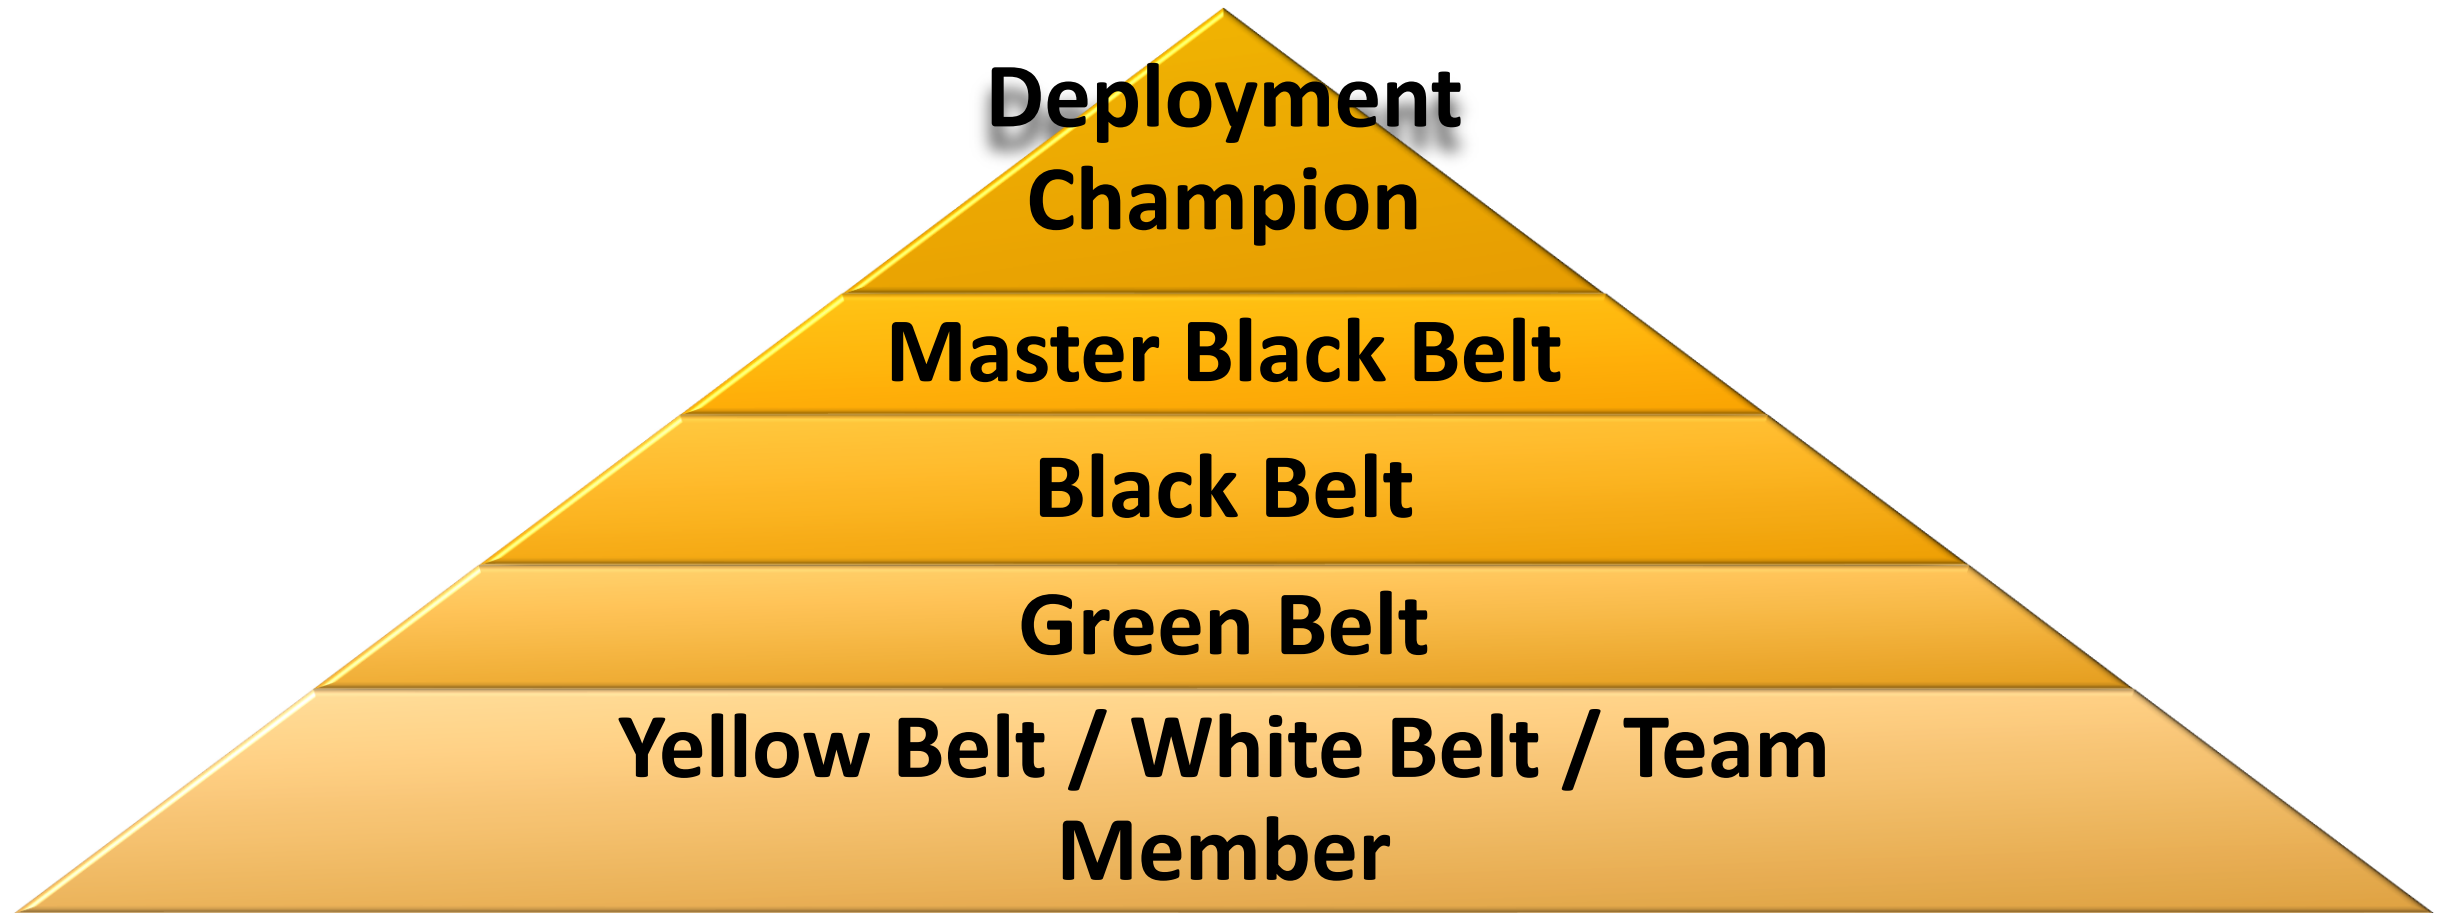 Deployment
Champion
Master Black Belt
Black Belt
Green Belt
Yellow Belt / White Belt / Team
Member